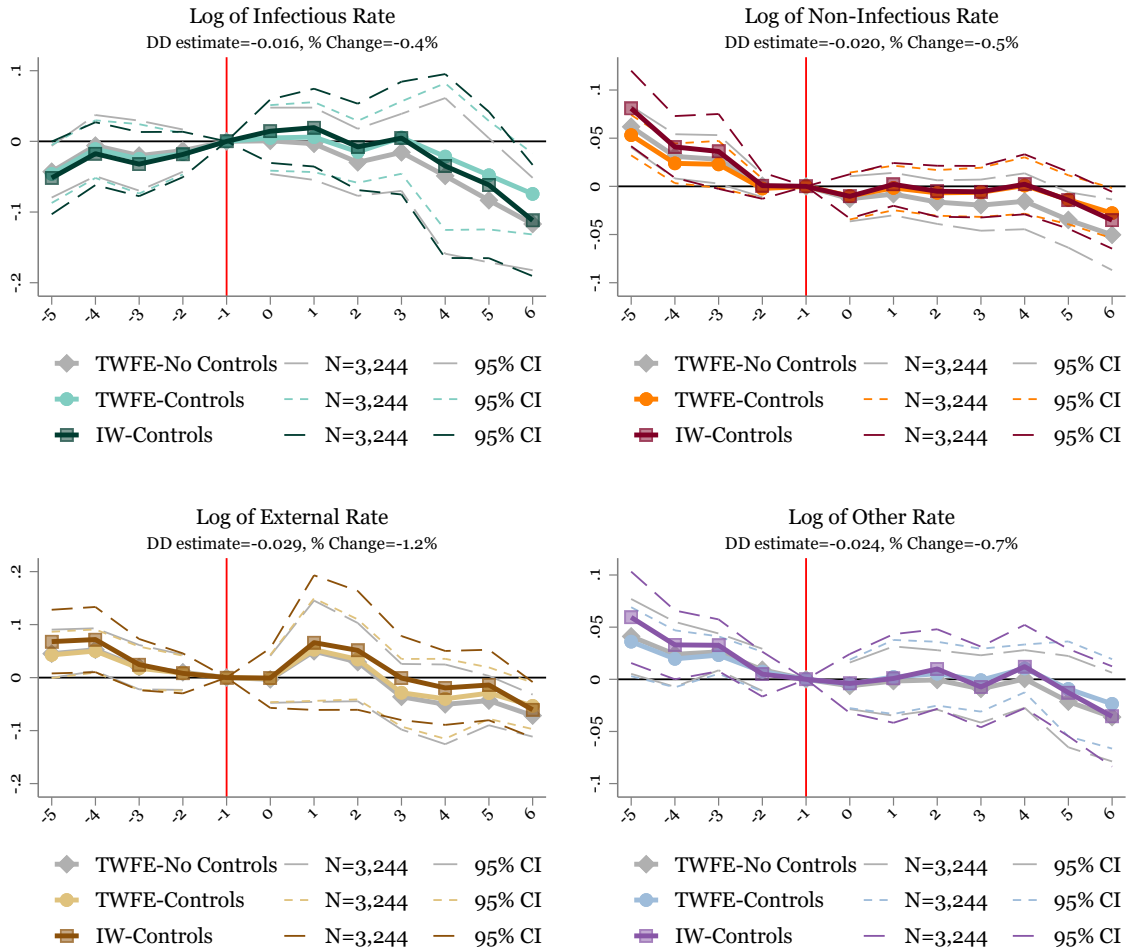 Log of Infectious Rate
DD estimate=-0.016, % Change=-0.4%
.1
0
-.1
-.2
-5 -4 -3 -2 -1 0 1 2 3 4 5 6
TWFE-No Controls N=3,244 95% CI
TWFE-Controls N=3,244 95% CI
IW-Controls N=3,244 95% CI
Log of Non-Infectious Rate
DD estimate=-0.020, % Change=-0.5%
.1
.05
0
-.05
-.1
-5 -4 -3 -2 -1 0 1 2 3 4 5 6
TWFE-No Controls N=3,244 95% CI
TWFE-Controls N=3,244 95% CI
IW-Controls N=3,244 95% CI
Log of External Rate
DD estimate=-0.029, % Change=-1.2%
.2
.1
0
-.1
-.2
-5 -4 -3 -2 -1 0 1 2 3 4 5 6
TWFE-No Controls N=3,244 95% CI
TWFE-Controls N=3,244 95% CI
IW-Controls N=3,244 95% CI
Log of Other Rate
DD estimate=-0.024, % Change=-0.7%
.1
.05
0
-.05
-.1
-5 -4 -3 -2 -1 0 1 2 3 4 5 6
TWFE-No Controls N=3,244 95% CI
TWFE-Controls N=3,244 95% CI
IW-Controls N=3,244 95% CI